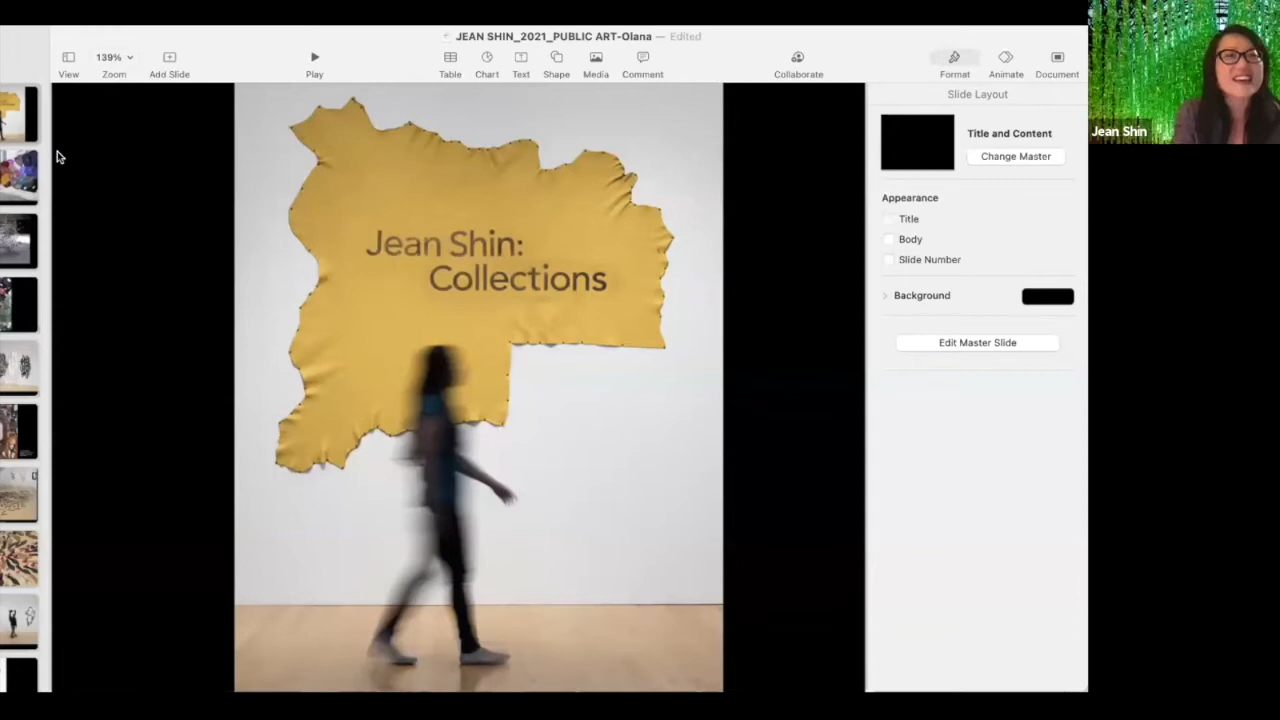 JEAN SHIN_2021_PUBLIC ART-Olana — Edited
139%
View Zoom Add Slide Play Table Chart Text Shape Media Comment Collaborate Format Animate Document
Slide Layout
Title and Content
Change Master
Appearance
Title
Body
Slide Number
Background
Edit Master Slide
Jean Shin:
Collections
Jean Shin